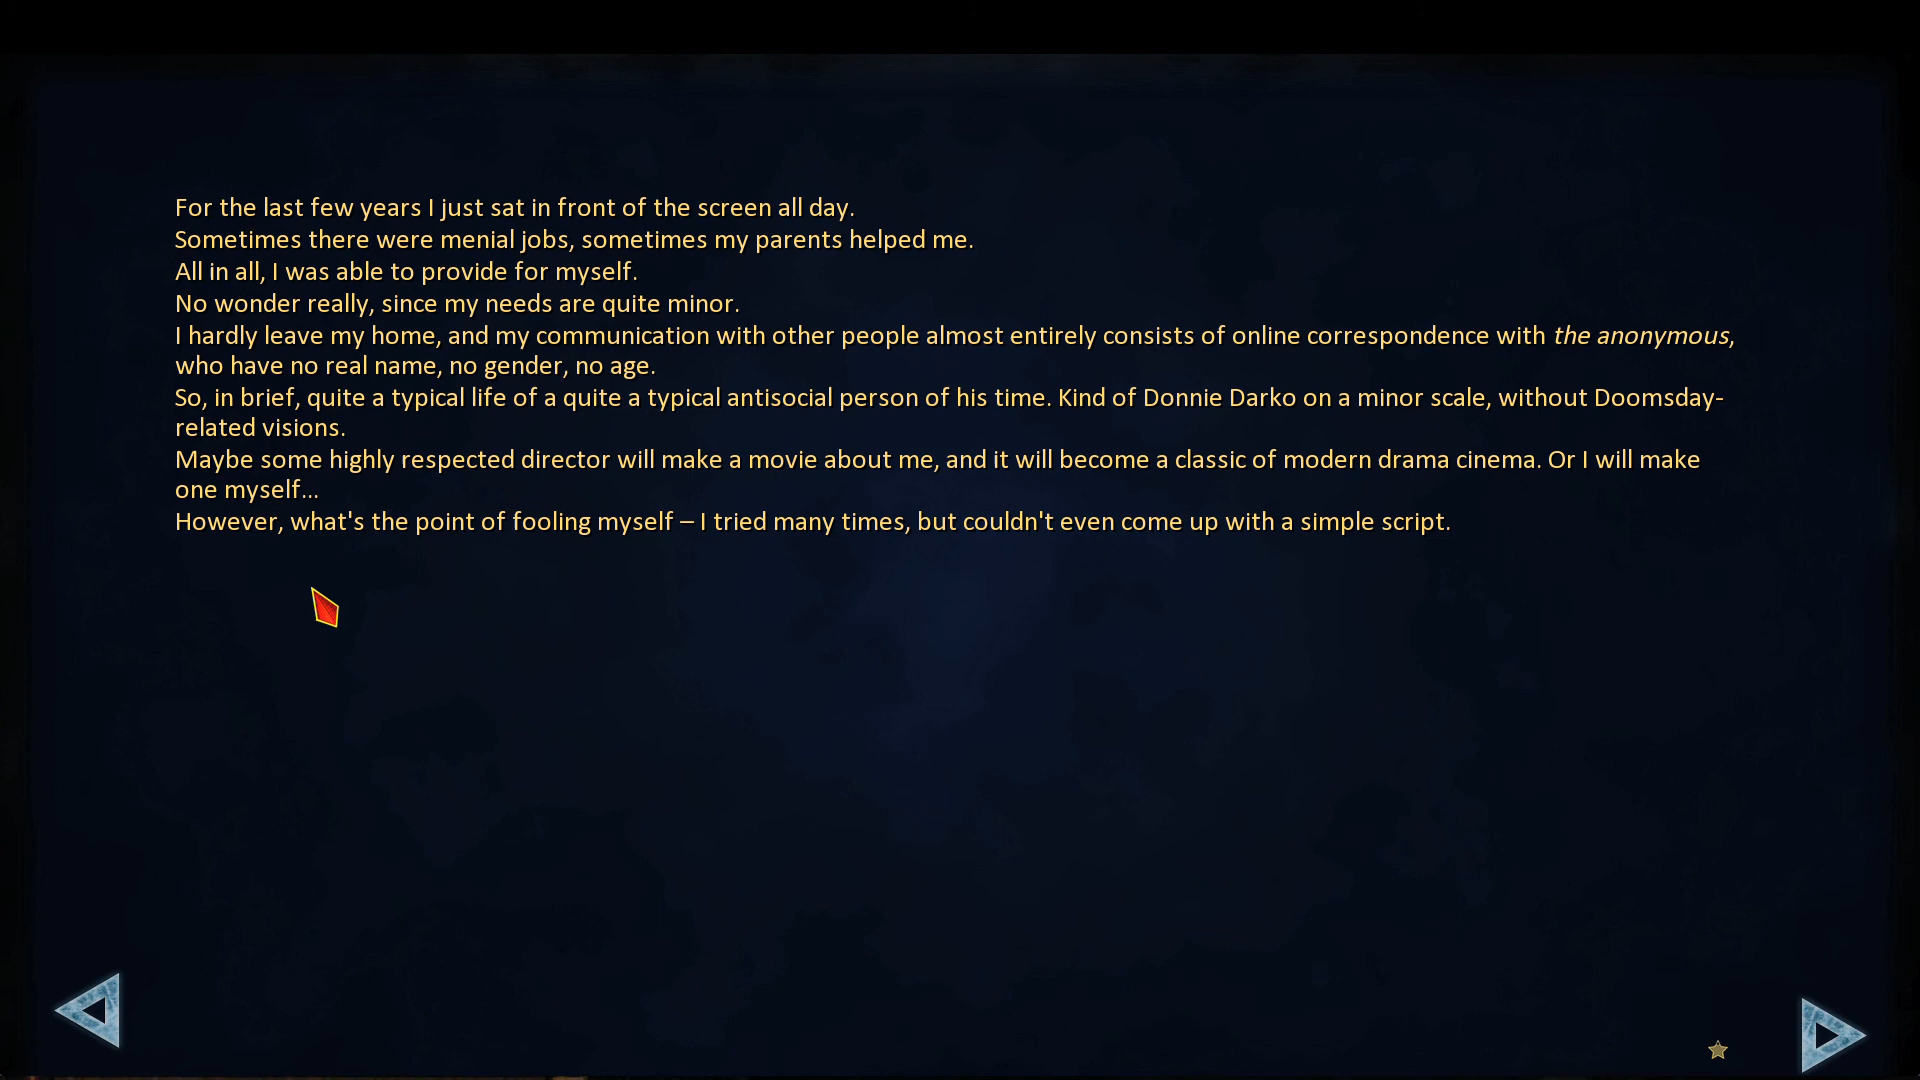 For the last few years I just sat in front of the screen all day.
Sometimes there were menial jobs, sometimes my parents helped me.
All in all, I was able to provide for myself.
No wonder really, since my needs are quite minor.
I hardly leave my home, and my communication with other people almost entirely consists of online correspondence with the anonymous,
who have no real name, no gender, no age.
So, in brief, quite a typical life of a quite a typical antisocial person of his time. Kind of Donnie Darko on a minor scale, without Doomsday-
related visions.
Maybe some highly respected director will make a movie about me, and it will become a classic of modern drama cinema. Or I will make
one myself...
However, what's the point of fooling myself – I tried many times, but couldn't even come up with a simple script.